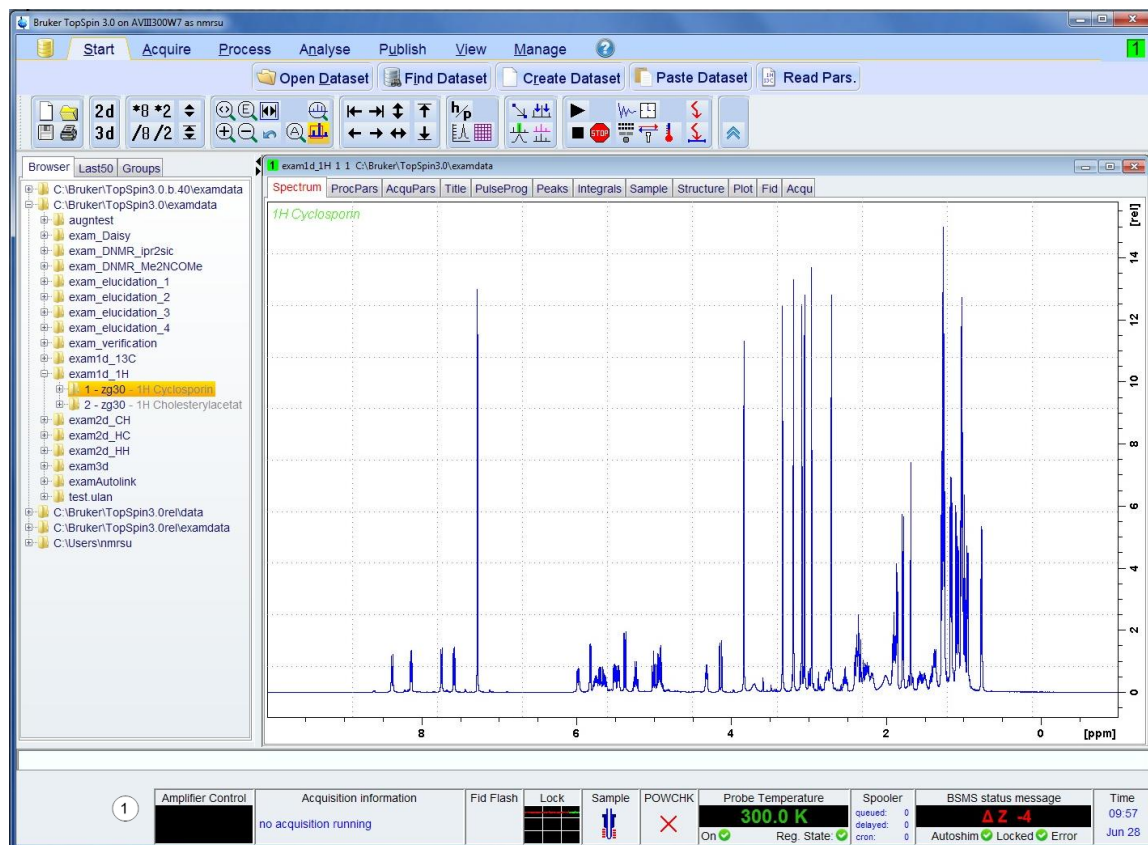 Bruker TopSpin 3.0 on AVIII300W7 as nmrsu
Start Acquire Process Analyse Publish View Manage ? 1
Open Dataset Find Dataset Create Dataset Paste Dataset Read Pars.
2d *8 *2 E h/p
3d /8 /2 A STOP
Browser Last50 Groups
C:\Bruker\TopSpin3.0.b.40\examdata
C:\Bruker\TopSpin3.0\examdata
augntest
exam_Daisy
exam_DNMR_ipr2sic
exam_DNMR_Me2NCOMe
exam_elucidation_1
exam_elucidation_2
exam_elucidation_3
exam_elucidation_4
exam_verification
exam1d_13C
exam1d_1H
1 - zg30 - 1H Cyclosporin
2 - zg30 - 1H Cholesterylacetat
exam2d_CH
exam2d_HC
exam2d_HH
exam3d
examAutolink
test.ulan
C:\Bruker\TopSpin3.0rel\data
C:\Bruker\TopSpin3.0rel\examdata
C:\Users\nmrsu
1 exam1d_1H 1 1 C:\Bruker\TopSpin3.0\examdata
Spectrum ProcPars AcquPars Title PulseProg Peaks Integrals Sample Structure Plot Fid Acqu
1H Cyclosporin
[rel]
14
12
10
8
6
4
2
0
8 6 4 2 0 [ppm]
1
Amplifier Control
Acquisition information
no acquisition running
Fid Flash
Lock
Sample
POWCHK
Probe Temperature
300.0 K
On Reg. State:
Spooler
queued: 0
delayed: 0
cron: 0
BSMS status message
Δ Z -4
Autoshim Locked Error
Time
09:57
Jun 28